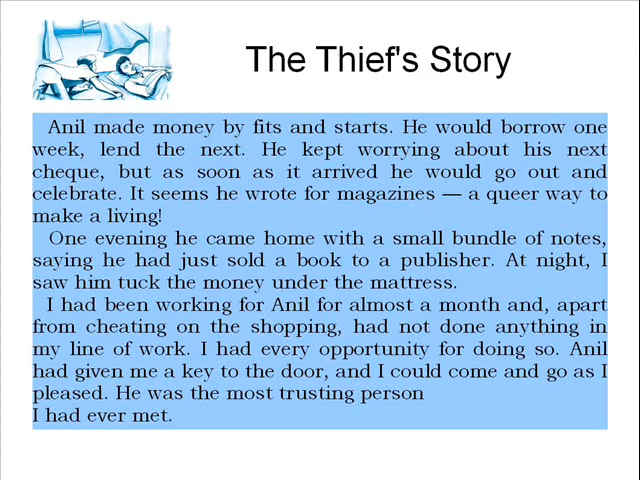 The Thief's Story
Anil made money by fits and starts. He would borrow one
week, lend the next. He kept worrying about his next
cheque, but as soon as it arrived he would go out and
celebrate. It seems he wrote for magazines — a queer way to
make a living!
One evening he came home with a small bundle of notes,
saying he had just sold a book to a publisher. At night, I
saw him tuck the money under the mattress.
I had been working for Anil for almost a month and, apart
from cheating on the shopping, had not done anything in
my line of work. I had every opportunity for doing so. Anil
had given me a key to the door, and I could come and go as I
pleased. He was the most trusting person
I had ever met.